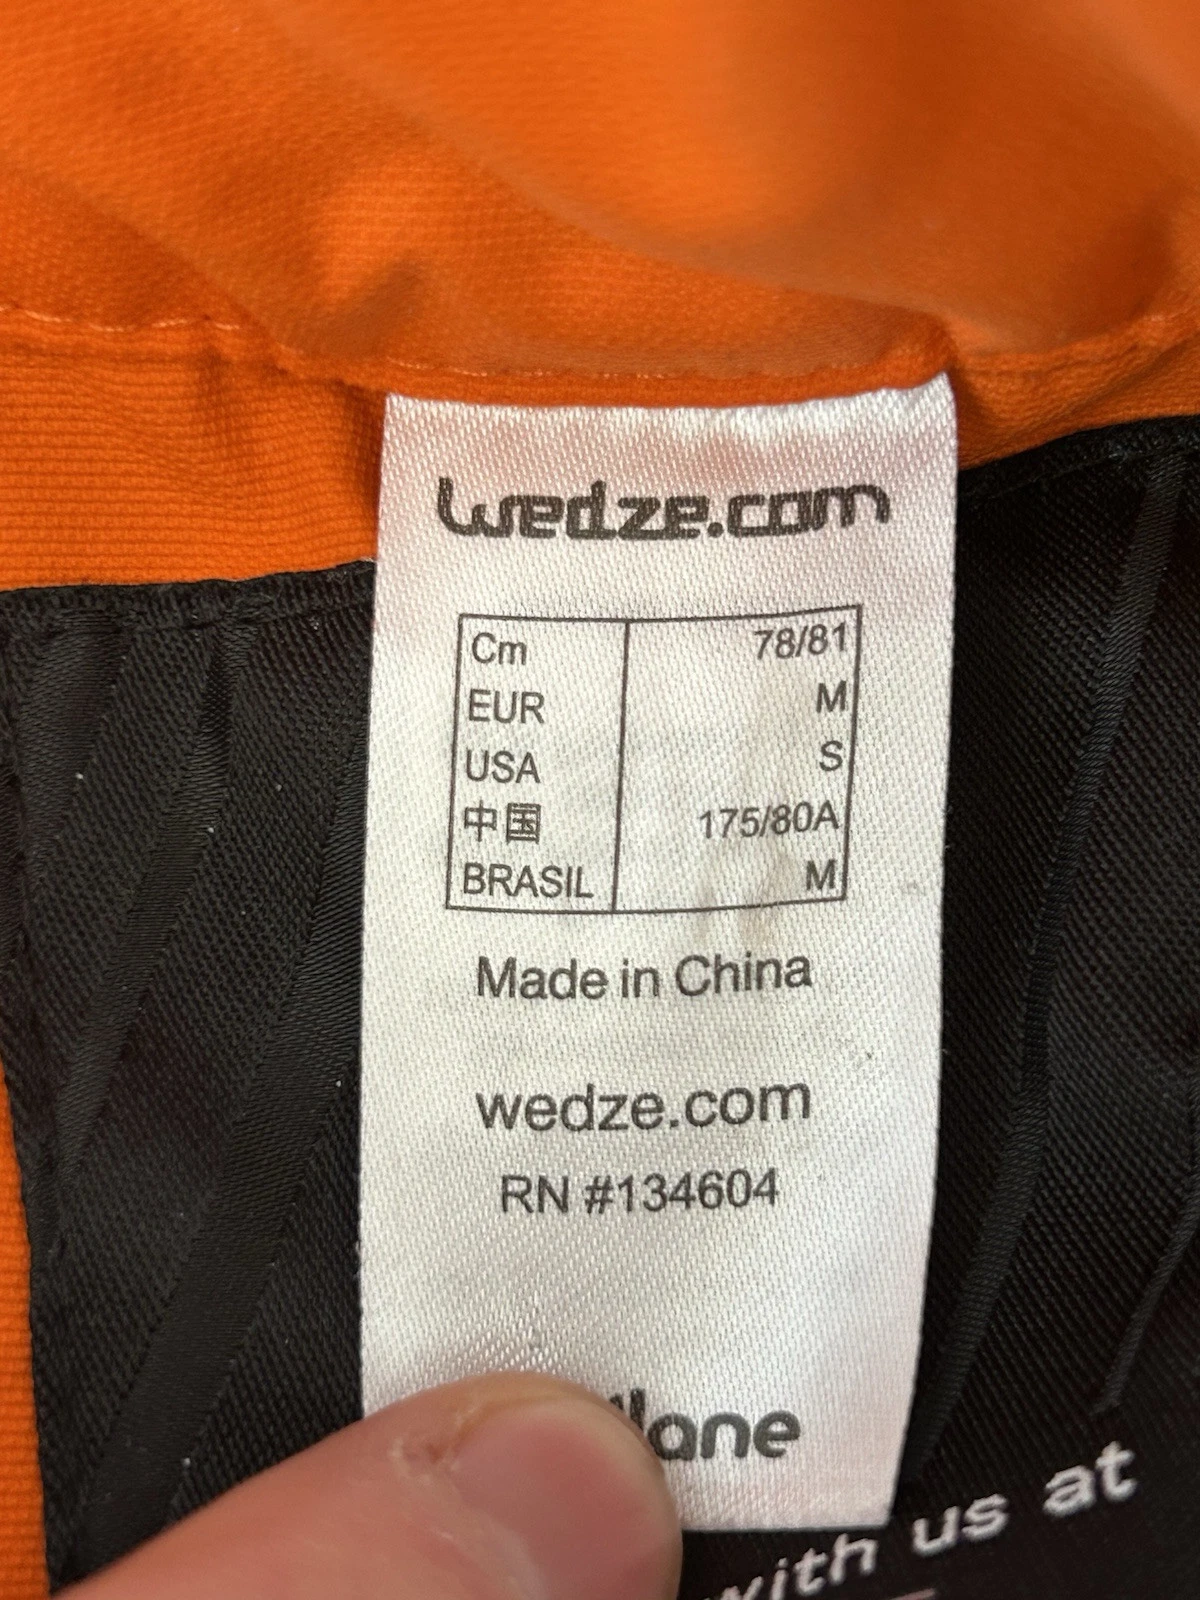 wedze.com
Cm 78/81
EUR M
USA S
中国 175/80A
BRASIL M
Made in China
wedze.com
RN #134604
with us at